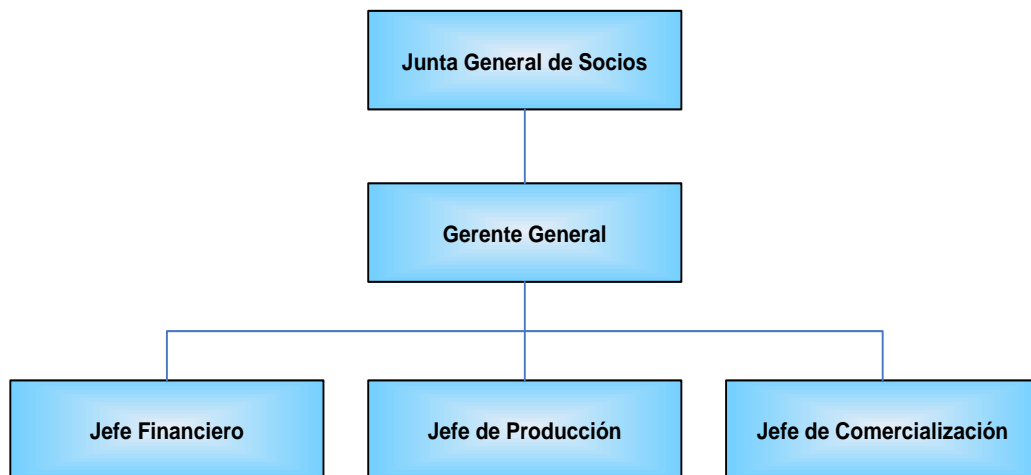 Junta General de Socios
Gerente General
Jefe Financiero
Jefe de Producción
Jefe de Comercialización